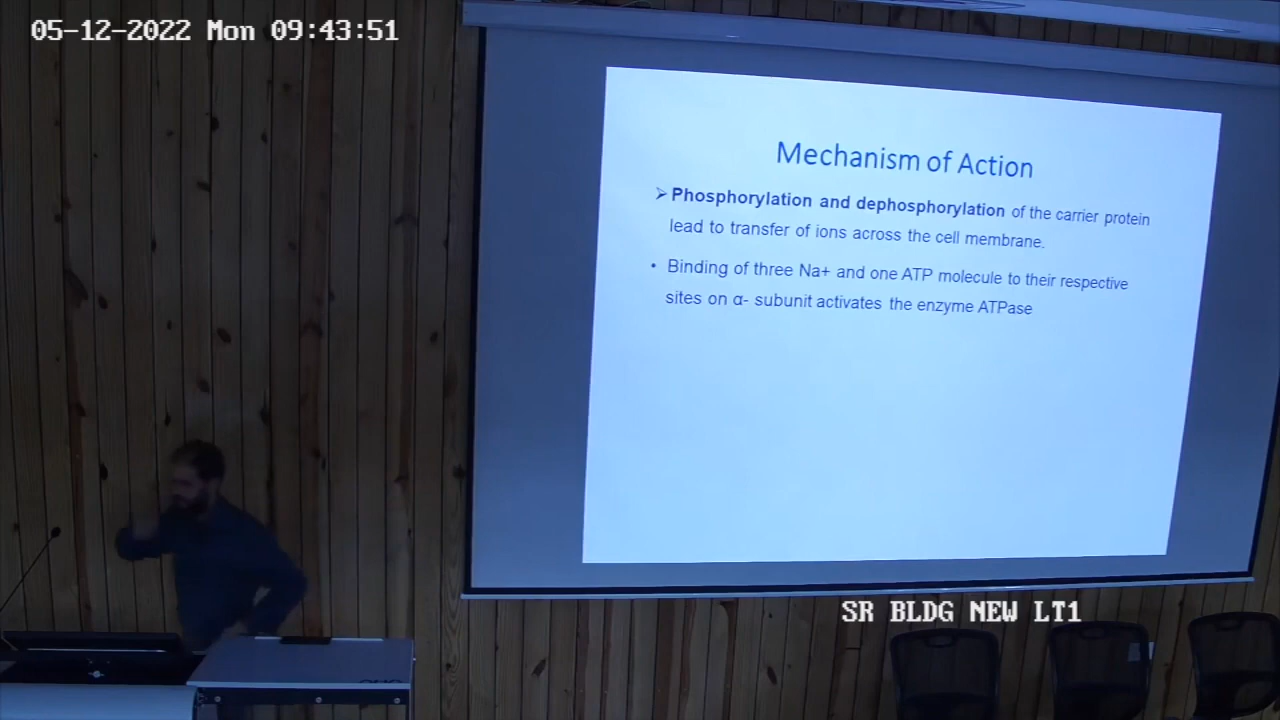 05-12-2022 Mon 09:43:51
Mechanism of Action
➢ Phosphorylation and dephosphorylation of the carrier protein
lead to transfer of ions across the cell membrane.
• Binding of three Na+ and one ATP molecule to their respective
sites on α- subunit activates the enzyme ATPase
SR BLDG NEW LT1